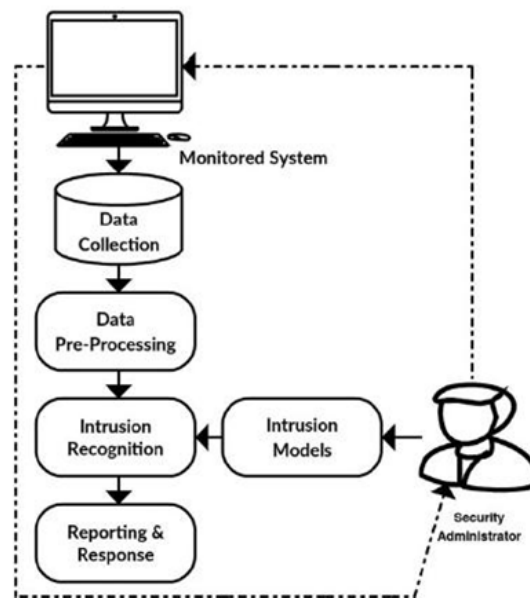 Monitored System
Data
Collection
Data
Pre-Processing
Intrusion
Recognition
Intrusion
Models
Reporting &
Response
Security
Administrator